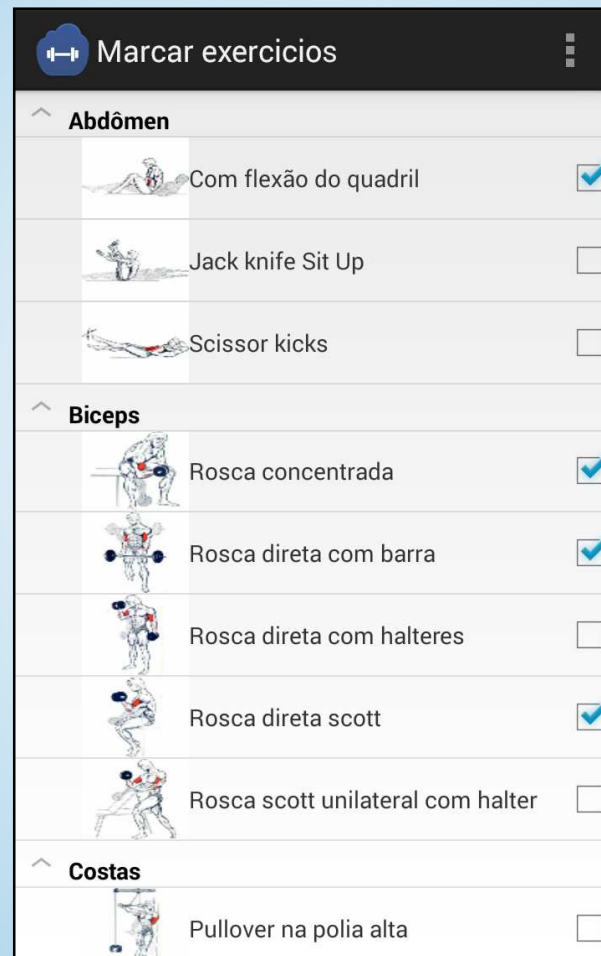 Marcar exercicios
Abdômen
Com flexão do quadril
Jack knife Sit Up
Scissor kicks
Biceps
Rosca concentrada
Rosca direta com barra
Rosca direta com halteres
Rosca direta scott
Rosca scott unilateral com halter
Costas
Pullover na polia alta